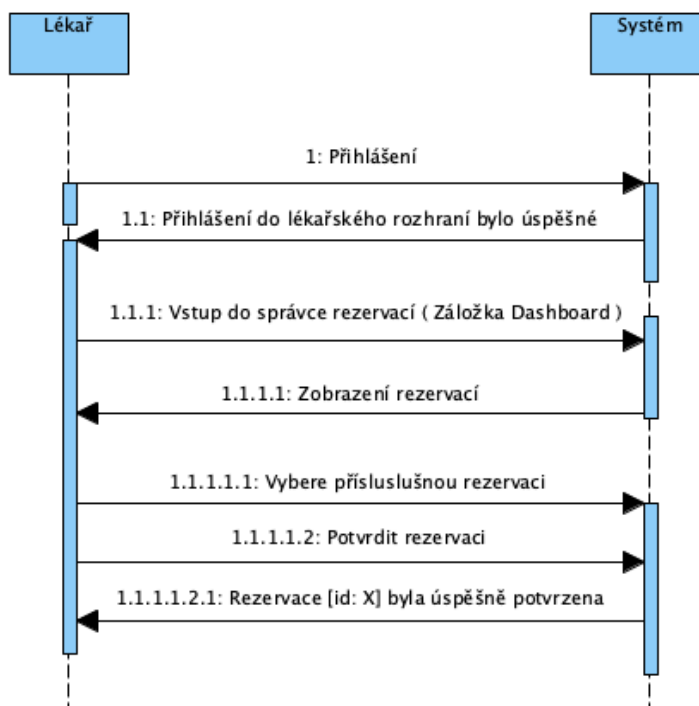 Lékař
Systém
1: Přihlášení
1.1: Přihlášení do lékařského rozhraní bylo úspěšné
1.1.1: Vstup do správce rezervací ( Záložka Dashboard )
1.1.1.1: Zobrazení rezervací
1.1.1.1.1: Vybere přísluslušnou rezervaci
1.1.1.1.2: Potvrdit rezervaci
1.1.1.1.2.1: Rezervace [id: X] byla úspěšně potvrzena